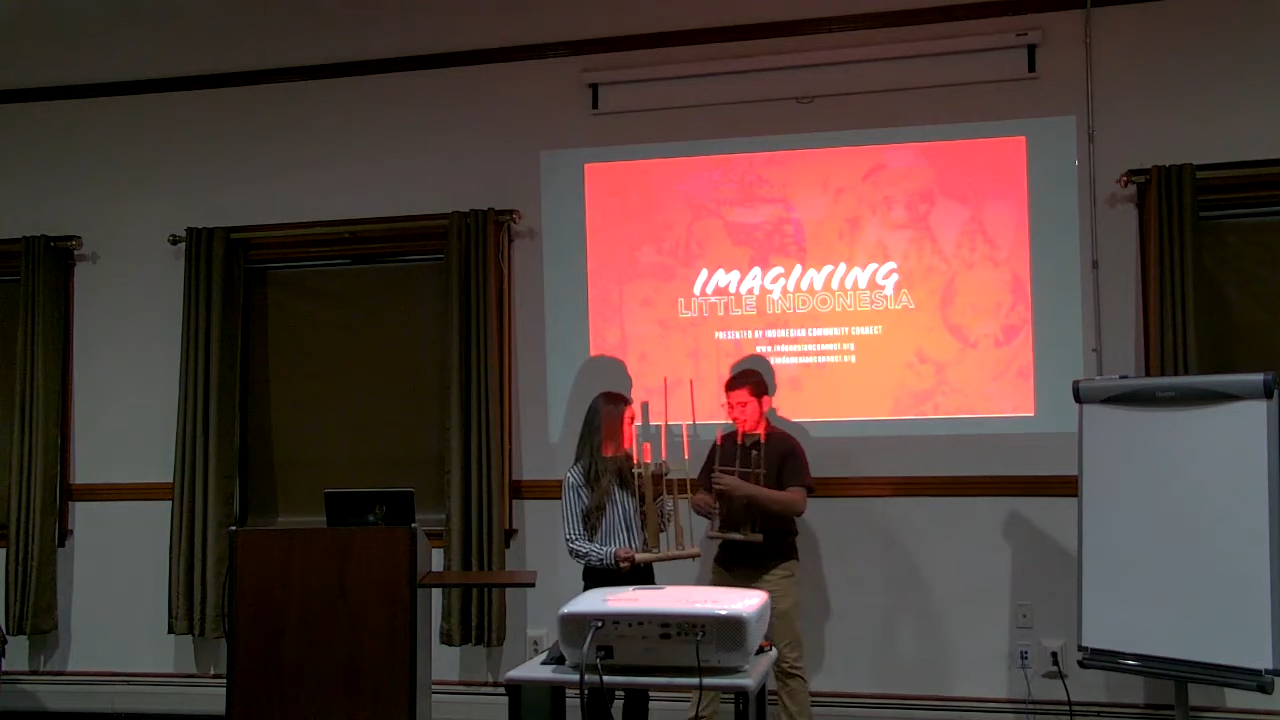 IMAGINING
LITTLE INDONESIA
PRESENTED BY INDONESIAN COMMUNITY CONNECT
www.indonesianconnect.org